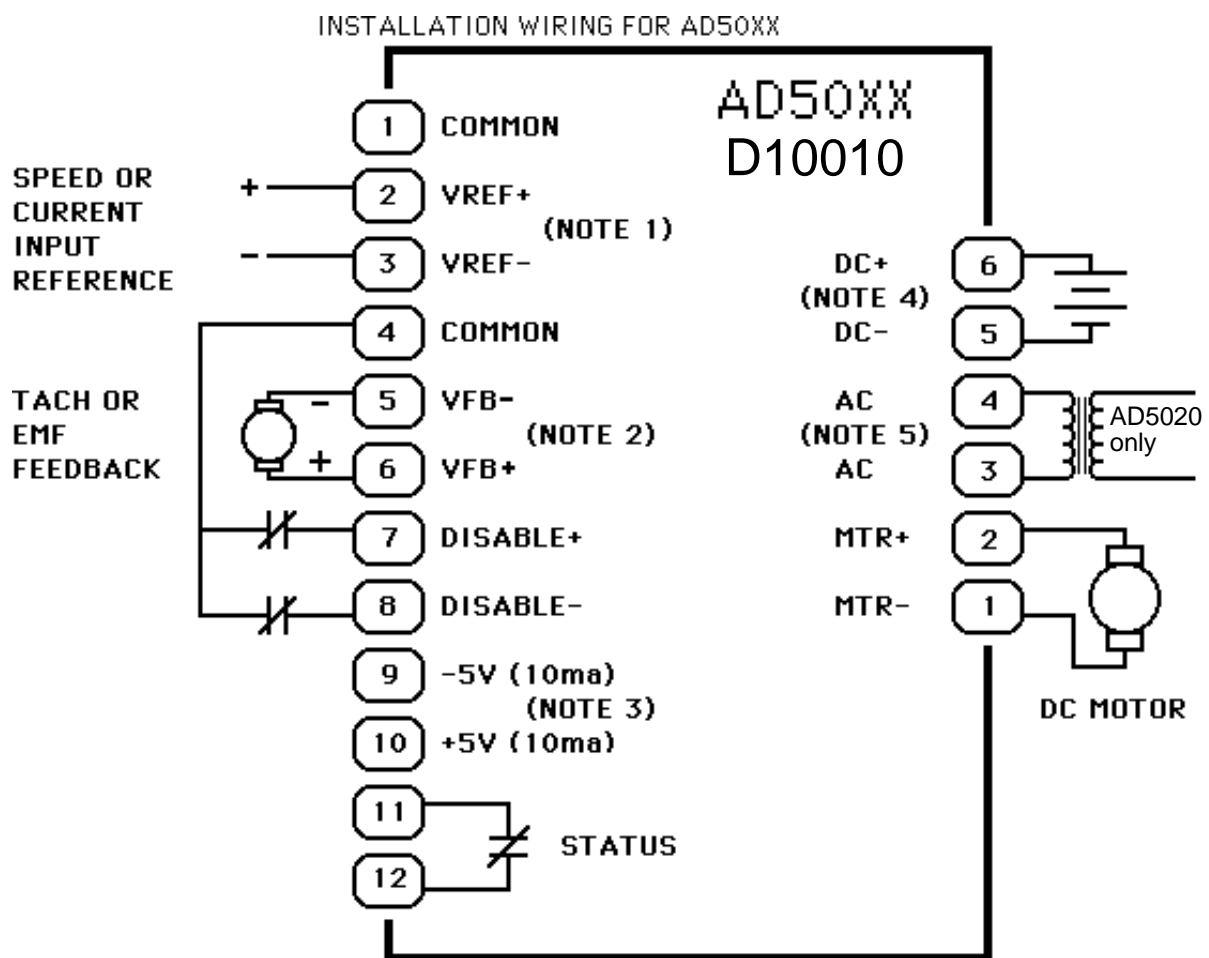 INSTALLATION WIRING FOR AD50XX
AD50XX
D10010
SPEED OR
CURRENT
INPUT
REFERENCE
+
-
TACH OR
EMF
FEEDBACK
-
+
1 COMMON
2 VREF+
(NOTE 1)
3 VREF-
4 COMMON
5 VFB-
(NOTE 2)
6 VFB+
7 DISABLE+
8 DISABLE-
9 -5V (10ma)
(NOTE 3)
10 +5V (10ma)
11
STATUS
12
DC+ 6
(NOTE 4)
DC- 5
AC 4
(NOTE 5)
AC 3
AD5020
only
MTR+ 2
MTR- 1
DC MOTOR